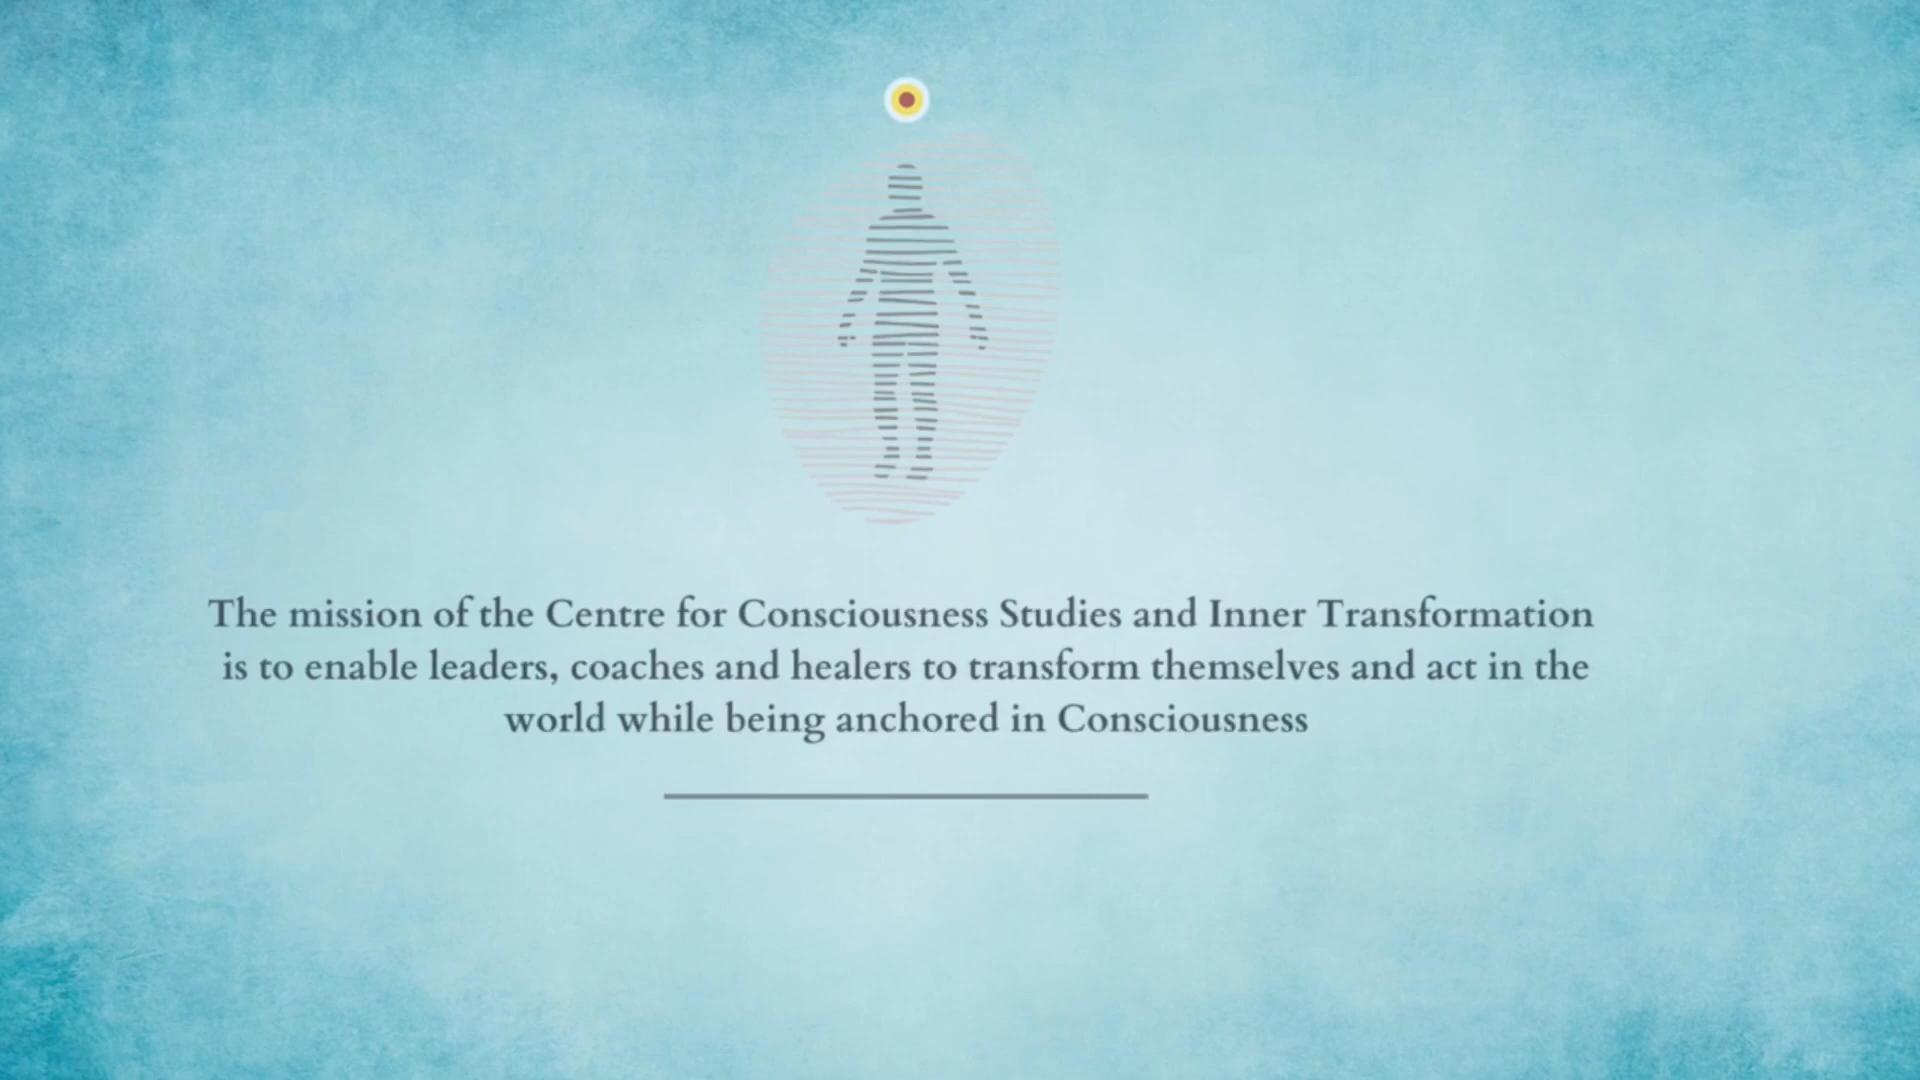 The mission of the Centre for Consciousness Studies and Inner Transformation
is to enable leaders, coaches and healers to transform themselves and act in the
world while being anchored in Consciousness